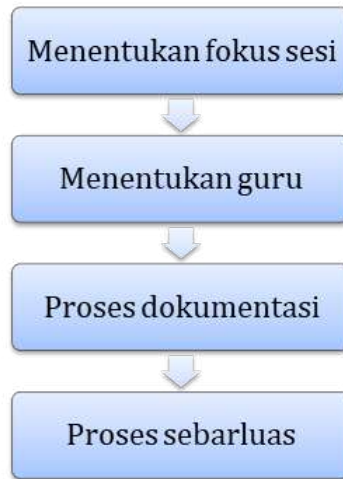 Menentukan fokus sesi
Menentukan guru
Proses dokumentasi
Proses sebarluas